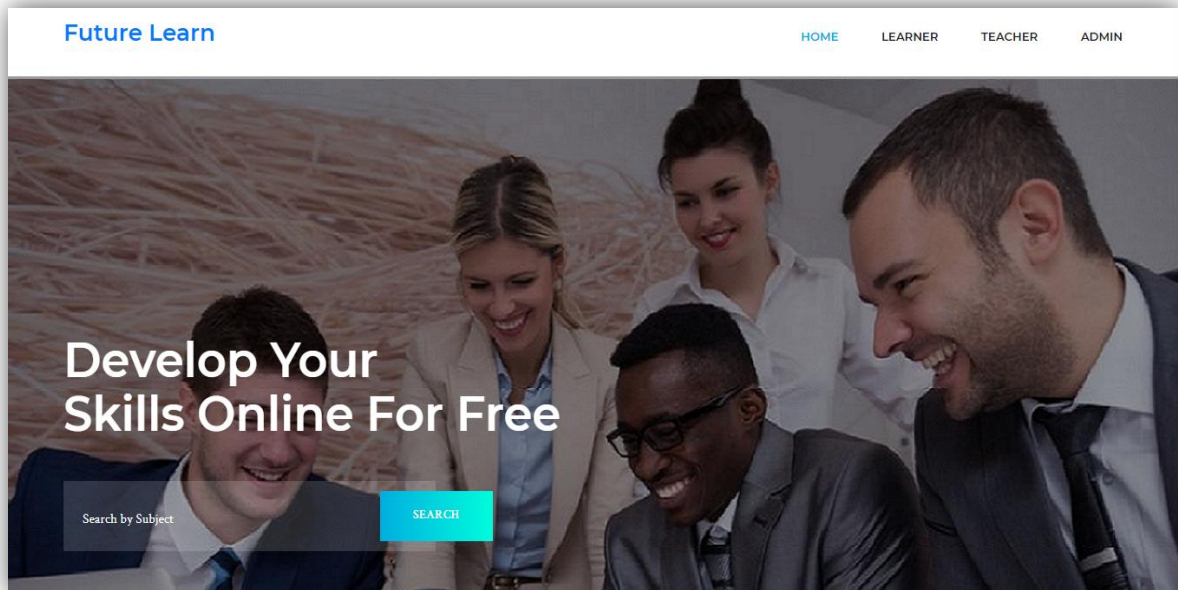 Future Learn
HOME LEARNER TEACHER ADMIN
Develop Your
Skills Online For Free
Search by Subject SEARCH